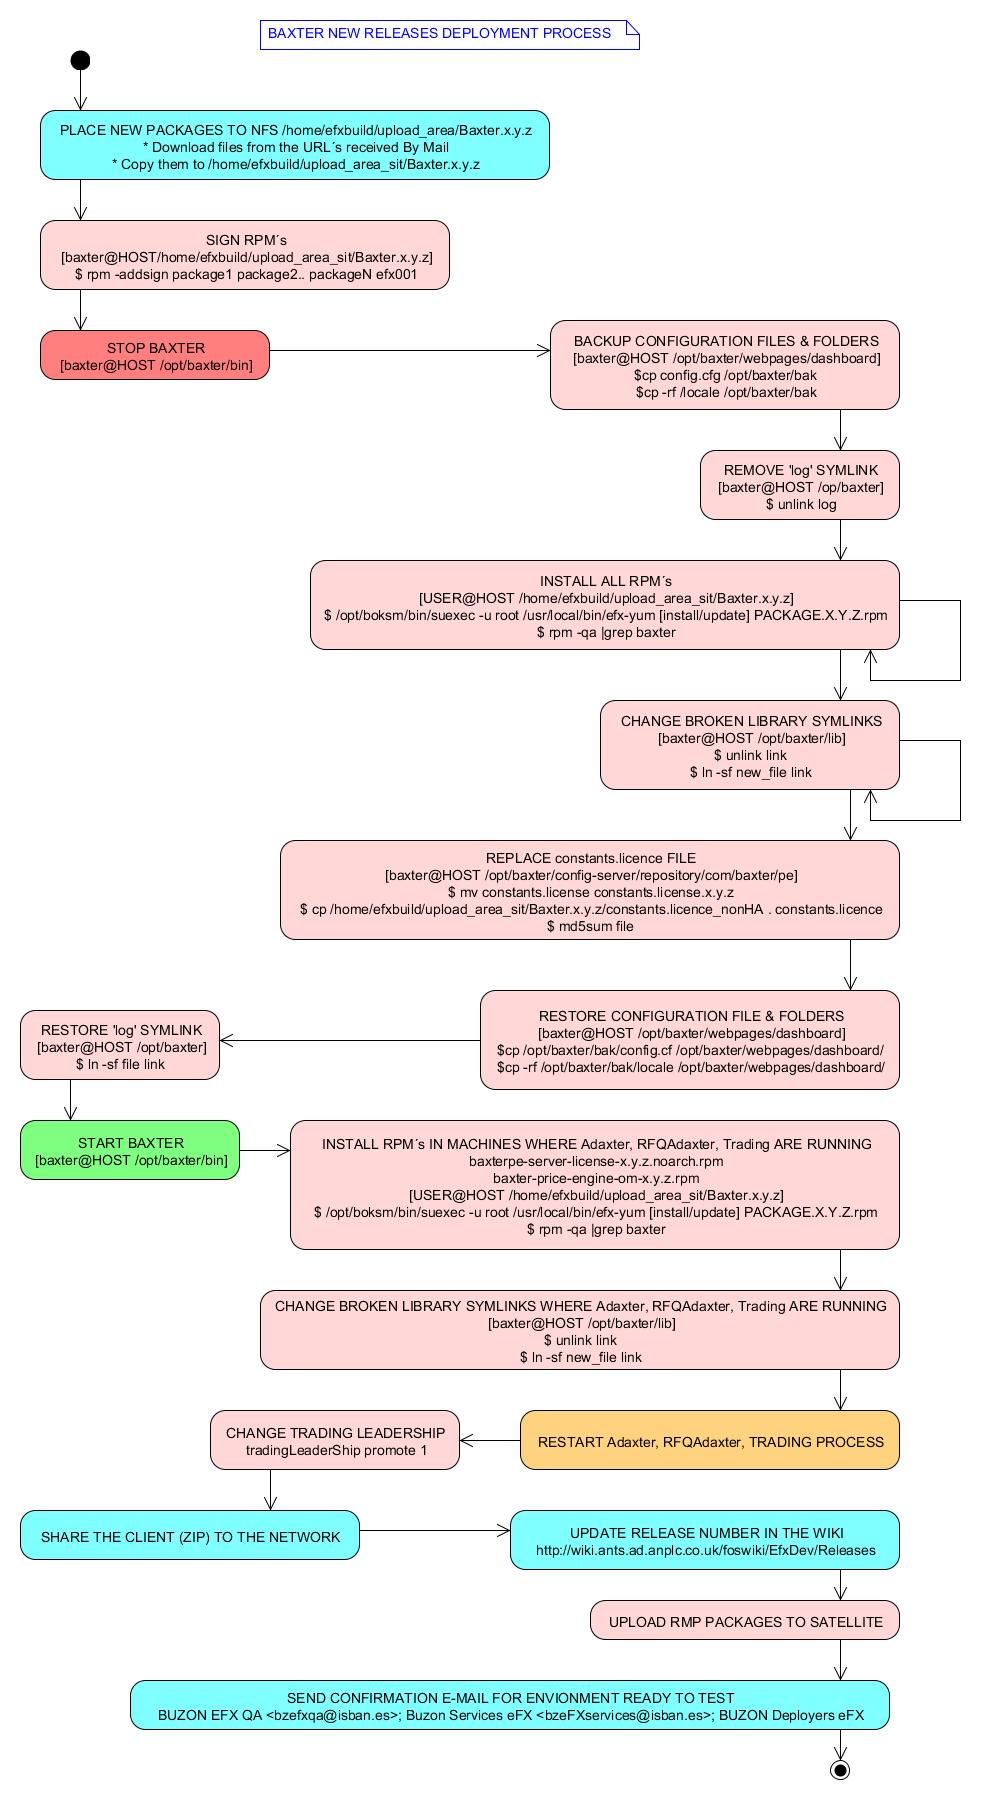 BAXTER NEW RELEASES DEPLOYMENT PROCESS
PLACE NEW PACKAGES TO NFS /home/efxbuild/upload_area/Baxter.x.y.z
* Download files from the URL´s received By Mail
* Copy them to /home/efxbuild/upload_area_sit/Baxter.x.y.z
SIGN RPM´s
[baxter@HOST/home/efxbuild/upload_area_sit/Baxter.x.y.z]
$ rpm -addsign package1 package2.. packageN efx001
STOP BAXTER
[baxter@HOST /opt/baxter/bin]
BACKUP CONFIGURATION FILES & FOLDERS
[baxter@HOST /opt/baxter/webpages/dashboard]
$cp config.cfg /opt/baxter/bak
$cp -rf /locale /opt/baxter/bak
REMOVE 'log' SYMLINK
[baxter@HOST /op/baxter]
$ unlink log
INSTALL ALL RPM´s
[USER@HOST /home/efxbuild/upload_area_sit/Baxter.x.y.z]
$ /opt/boksm/bin/suexec -u root /usr/local/bin/efx-yum [install/update] PACKAGE.X.Y.Z.rpm
$ rpm -qa |grep baxter
CHANGE BROKEN LIBRARY SYMLINKS
[baxter@HOST /opt/baxter/lib]
$ unlink link
$ ln -sf new_file link
REPLACE constants.licence FILE
[baxter@HOST /opt/baxter/config-server/repository/com/baxter/pe]
$ mv constants.license constants.license.x.y.z
$ cp /home/efxbuild/upload_area_sit/Baxter.x.y.z/constants.licence_nonHA . constants.licence
$ md5sum file
RESTORE CONFIGURATION FILE & FOLDERS
[baxter@HOST /opt/baxter/webpages/dashboard]
$cp /opt/baxter/bak/config.cf /opt/baxter/webpages/dashboard/
$cp -rf /opt/baxter/bak/locale /opt/baxter/webpages/dashboard/
RESTORE 'log' SYMLINK
[baxter@HOST /opt/baxter]
$ ln -sf file link
START BAXTER
[baxter@HOST /opt/baxter/bin]
INSTALL RPM´s IN MACHINES WHERE Adaxter, RFQAdaxter, Trading ARE RUNNING
baxterpe-server-license-x.y.z.noarch.rpm
baxter-price-engine-om-x.y.z.rpm
[USER@HOST /home/efxbuild/upload_area_sit/Baxter.x.y.z]
$ /opt/boksm/bin/suexec -u root /usr/local/bin/efx-yum [install/update] PACKAGE.X.Y.Z.rpm
$ rpm -qa |grep baxter
CHANGE BROKEN LIBRARY SYMLINKS WHERE Adaxter, RFQAdaxter, Trading ARE RUNNING
[baxter@HOST /opt/baxter/lib]
$ unlink link
$ ln -sf new_file link
RESTART Adaxter, RFQAdaxter, TRADING PROCESS
CHANGE TRADING LEADERSHIP
tradingLeaderShip promote 1
SHARE THE CLIENT (ZIP) TO THE NETWORK
UPDATE RELEASE NUMBER IN THE WIKI
http://wiki.ants.ad.anplc.co.uk/foswiki/EfxDev/Releases
UPLOAD RMP PACKAGES TO SATELLITE
SEND CONFIRMATION E-MAIL FOR ENVIONMENT READY TO TEST
BUZON EFX QA <bzefxqa@isban.es>; Buzon Services eFX <bzeFXservices@isban.es>; BUZON Deployers eFX